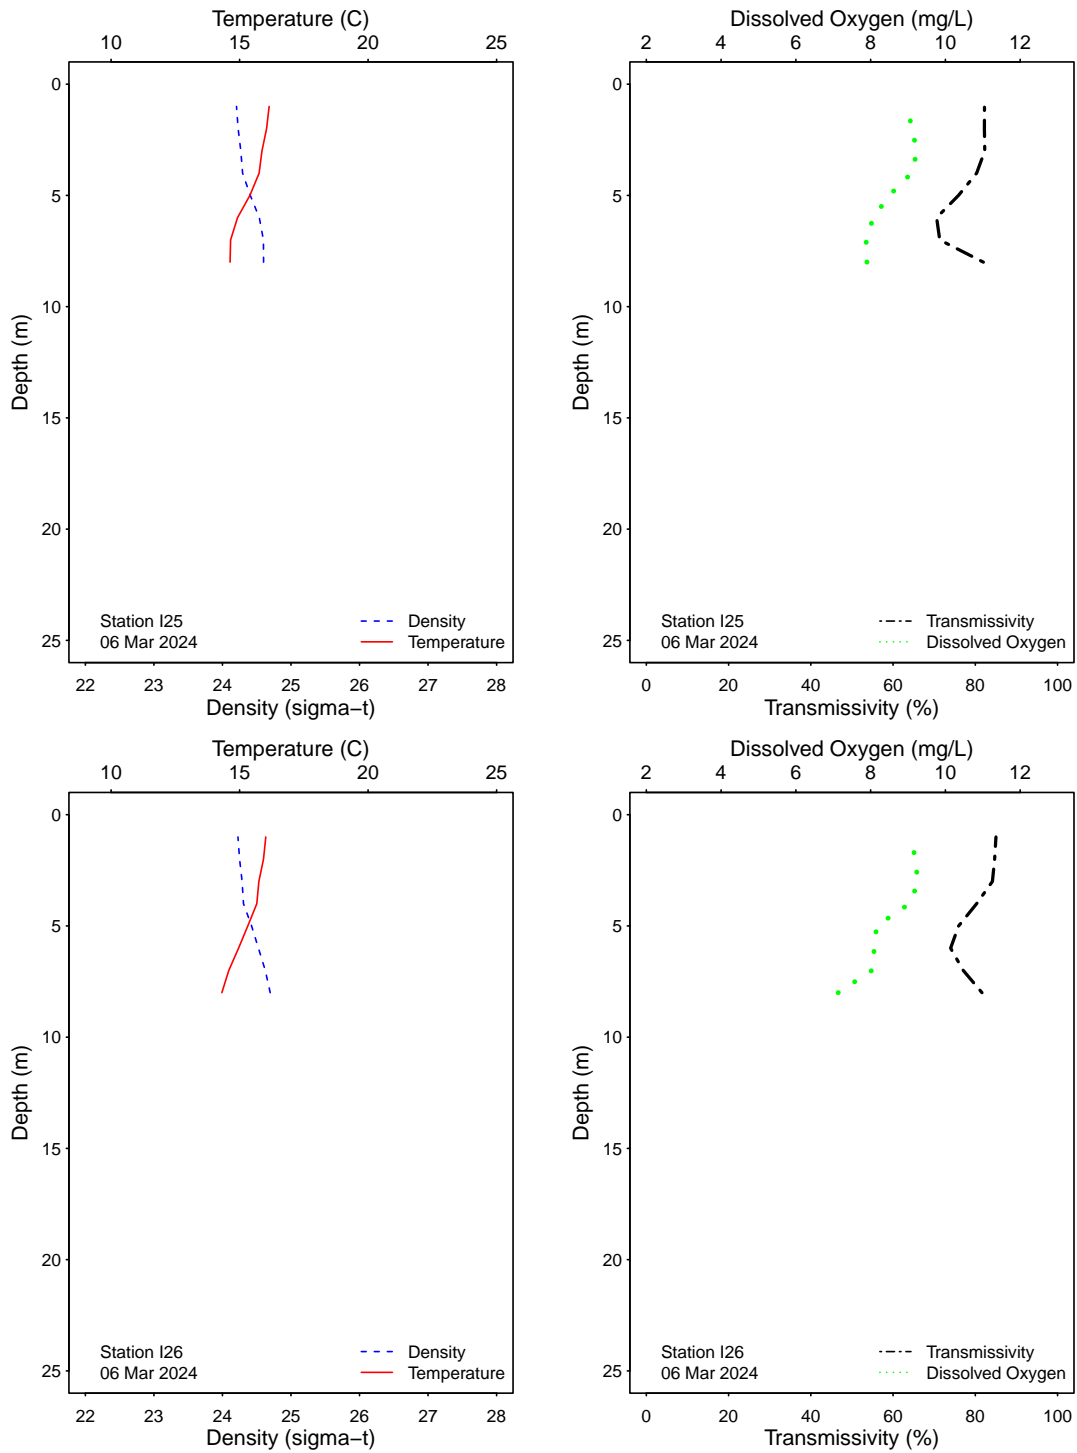 Temperature (C)
10 15 20 25
0
5
10
15
20
25
Depth (m)
Station I25
06 Mar 2024
Density
Temperature
22 23 24 25 26 27 28
Density (sigma−t)
Dissolved Oxygen (mg/L)
2 4 6 8 10 12
0
5
10
15
20
25
Depth (m)
Station I25
06 Mar 2024
Transmissivity
Dissolved Oxygen
0 20 40 60 80 100
Transmissivity (%)
Temperature (C)
10 15 20 25
0
5
10
15
20
25
Depth (m)
Station I26
06 Mar 2024
Density
Temperature
22 23 24 25 26 27 28
Density (sigma−t)
Dissolved Oxygen (mg/L)
2 4 6 8 10 12
0
5
10
15
20
25
Depth (m)
Station I26
06 Mar 2024
Transmissivity
Dissolved Oxygen
0 20 40 60 80 100
Transmissivity (%)